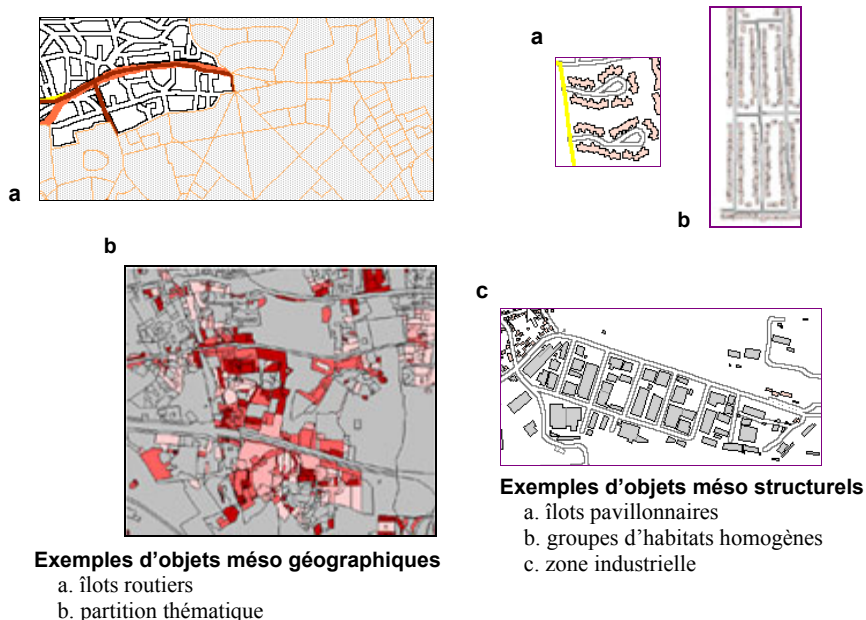 a
b
Exemples d'objets méso géographiques
a. îlots routiers
b. partition thématique
a
b
c
Exemples d'objets méso structurels
a. îlots pavillonnaires
b. groupes d'habitats homogènes
c. zone industrielle